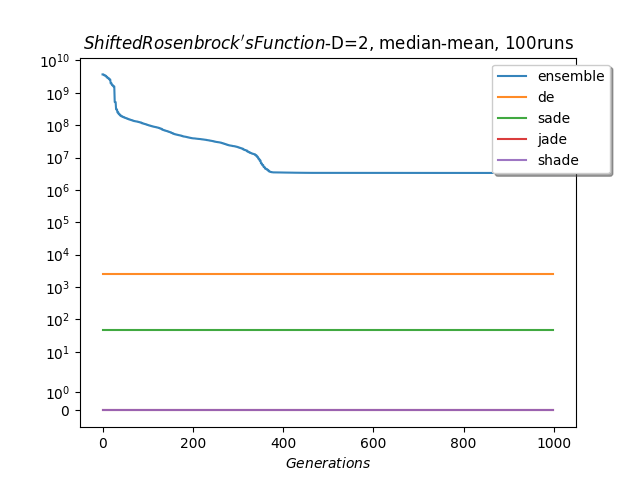 ShiftedRosenbrock'sFunction-D=2, median-mean, 100runs
10^10
10^9
10^8
10^7
10^6
10^5
10^4
10^3
10^2
10^1
10^0
0
ensemble
de
sade
jade
shade
0 200 400 600 800 1000
Generations